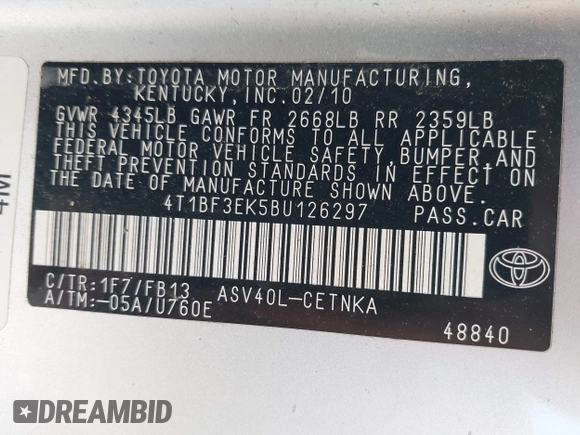 MFD.BY:TOYOTA MOTOR MANUFACTURING,
KENTUCKY,INC.02/10
GVWR 4345LB GAWR FR 2668LB RR 2359LB
THIS VEHICLE CONFORMS TO ALL APPLICABLE
FEDERAL MOTOR VEHICLE SAFETY,BUMPER,AND
THEFT PREVENTION STANDARDS IN EFFECT ON
THE DATE OF MANUFACTURE SHOWN ABOVE.
4T1BF3EK5BU126297 PASS.CAR
C/TR:1F7/FB13 ASV40L-CETNKA
A/TM:-05A/U760E
48840
TOYOTA
DREAMBID